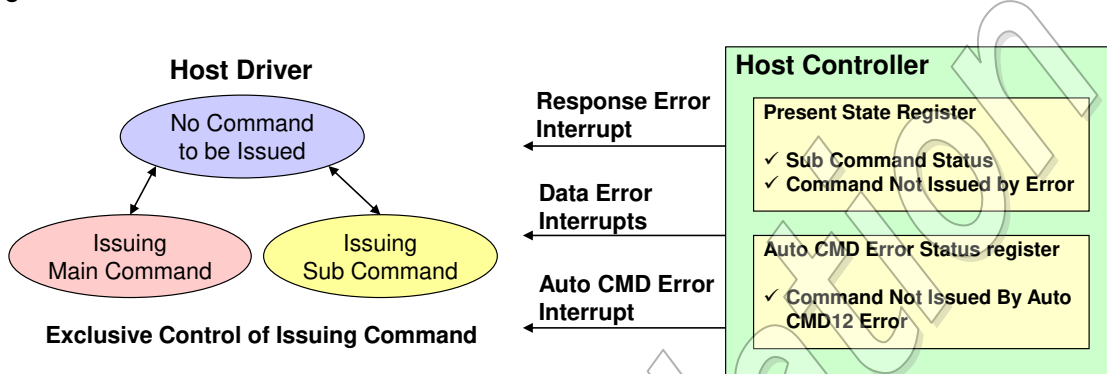 Host Driver
No Command
to be Issued
Issuing
Main Command
Issuing
Sub Command
Exclusive Control of Issuing Command
Response Error
Interrupt
Data Error
Interrupts
Auto CMD Error
Interrupt
Host Controller
Present State Register
✓ Sub Command Status
✓ Command Not Issued by Error
Auto CMD Error Status register
✓ Command Not Issued By Auto
CMD12 Error